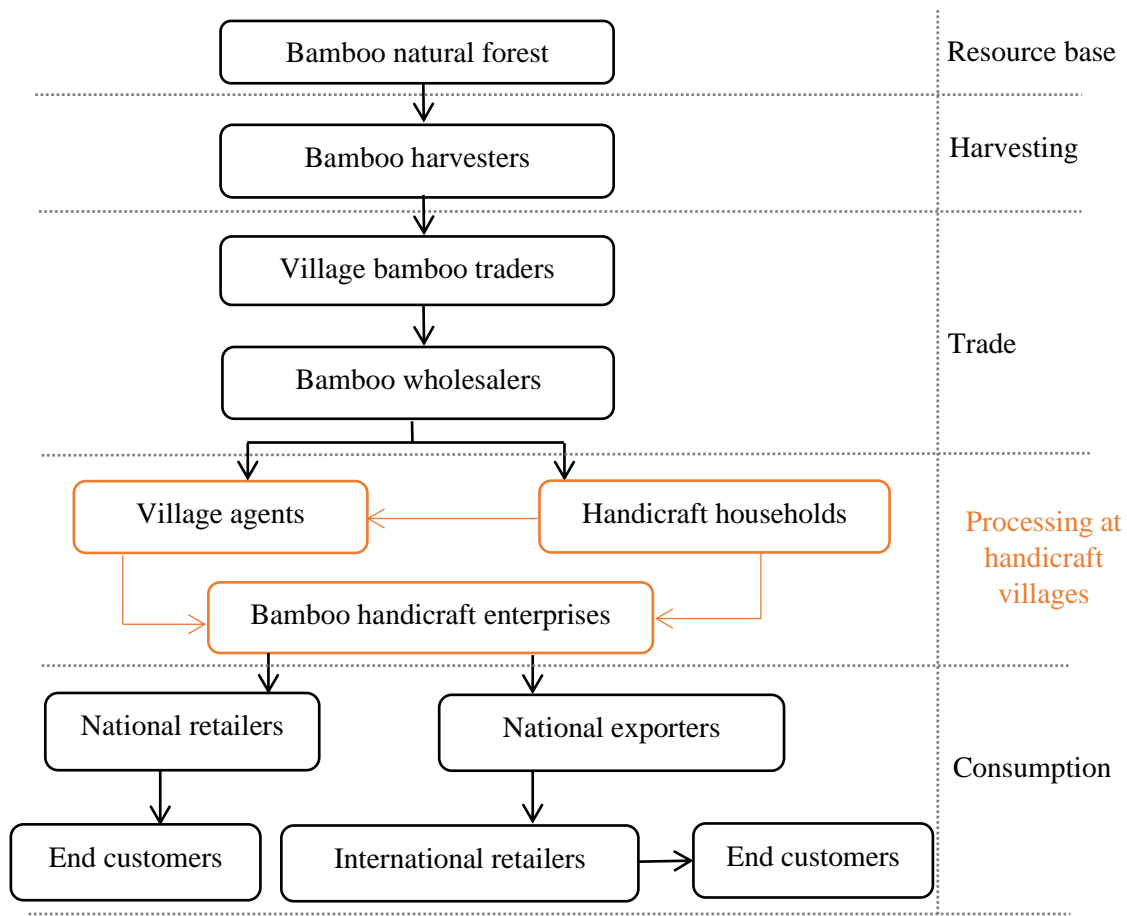 Bamboo natural forest
Resource base
Bamboo harvesters
Harvesting
Village bamboo traders
Trade
Bamboo wholesalers
Village agents
Handicraft households
Processing at
handicraft
villages
Bamboo handicraft enterprises
National retailers
National exporters
Consumption
End customers
International retailers
End customers